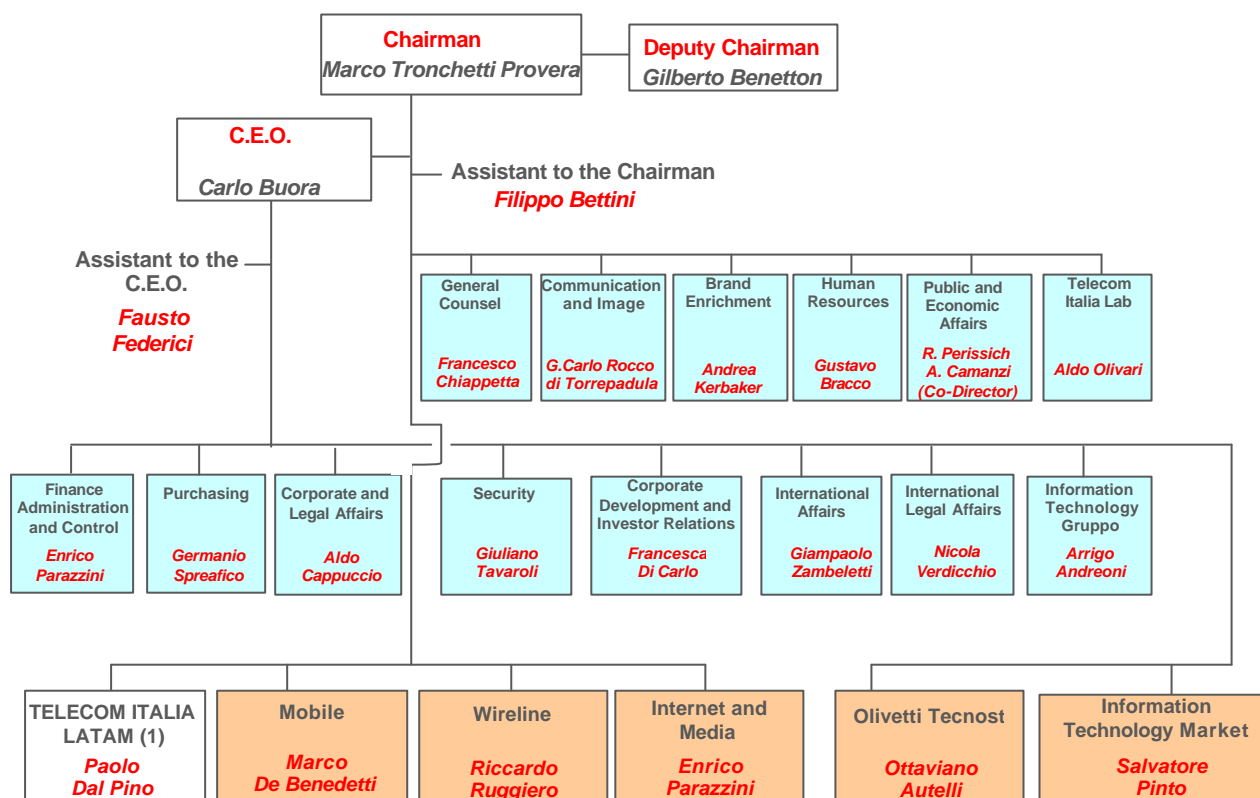 Chairman
Marco Tronchetti Provera
Deputy Chairman
Gilberto Benetton
C.E.O.
Carlo Buora
Assistant to the Chairman
Filippo Bettini
Assistant to the
C.E.O.
Fausto
Federici
General
Counsel
Francesco
Chiappetta
Communication
and Image
G.Carlo Rocco
di Torrepadula
Brand
Enrichment
Andrea
Kerbaker
Human
Resources
Gustavo
Bracco
Public and
Economic
Affairs
R. Perissich
A. Camanzi
(Co-Director)
Telecom
Italia Lab
Aldo Olivari
Finance
Administration
and Control
Enrico
Parazzini
Purchasing
Germanio
Spreafico
Corporate and
Legal Affairs
Aldo
Cappuccio
Security
Giuliano
Tavaroli
Corporate
Development and
Investor Relations
Francesca
Di Carlo
International
Affairs
Giampaolo
Zambeletti
International
Legal Affairs
Nicola
Verdicchio
Information
Technology
Gruppo
Arrigo
Andreoni
TELECOM ITALIA
LATAM (1)
Paolo
Dal Pino
Mobile
Marco
De Benedetti
Wireline
Riccardo
Ruggiero
Internet and
Media
Enrico
Parazzini
Olivetti Tecnost
Ottaviano
Autelli
Information
Technology Market
Salvatore
Pinto